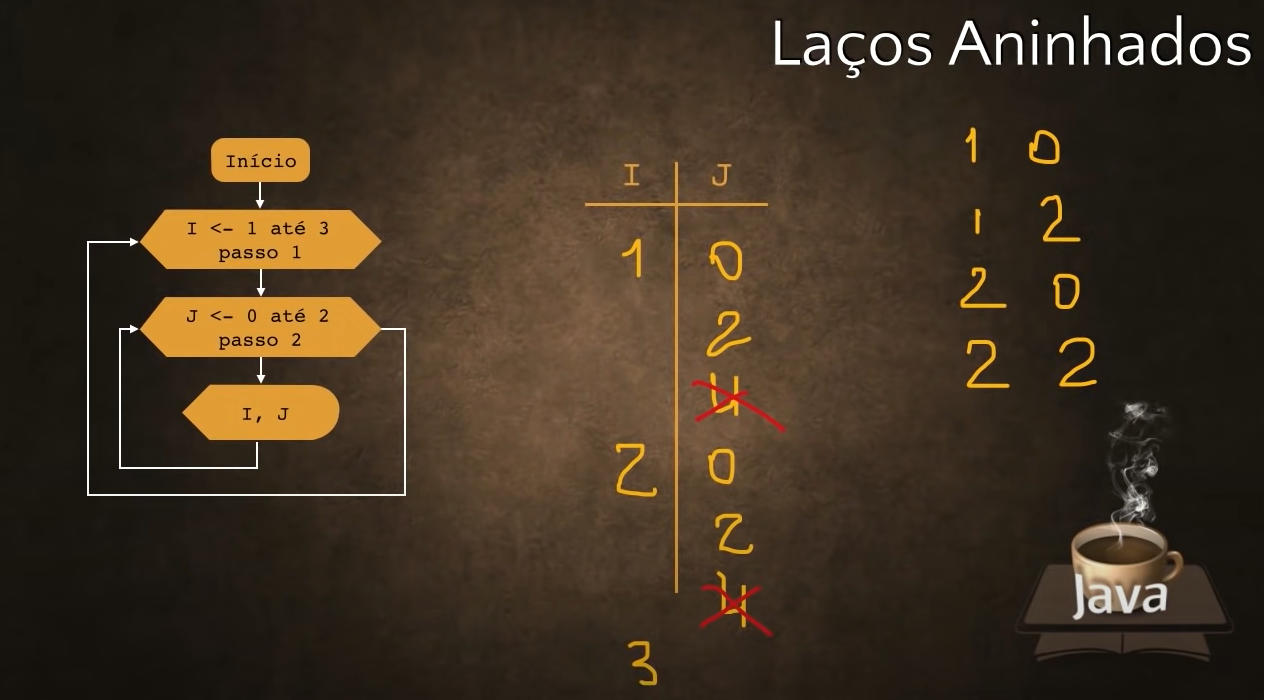 Laços Aninhados
Início
I <- 1 até 3
passo 1
J <- 0 até 2
passo 2
I, J
I J
1 0
2
4
2 0
2
4
3
1 0
1 2
2 0
2 2
Java